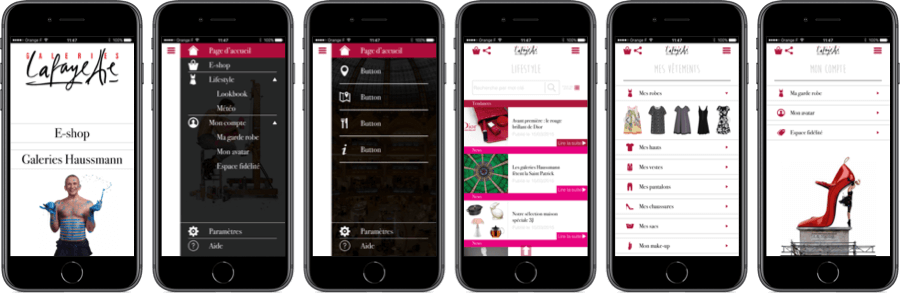 Orange F 11:47
GALERIES
Lafayette
E-shop
Galeries Haussmann
Orange F 11:47
Page d'accueil
E-shop
Lifestyle
Lookbook
Météo
Mon compte
Ma garde robe
Mon avatar
Espace fidélité
Paramètres
Aide
Orange F 11:47
Page d'accueil
Button
Button
Button
Button
Paramètres
Aide
Orange F 11:47
Lafayette
LIFESTYLE
Tendances
Dior
Avant première : le rouge
brillant de Dior
Lire la suite
News
Les galeries Haussmann
fêtent la Saint Patrick
Lire la suite
News
Notre sélection maison
Lire la suite
News
Orange F 11:47
Lafayette
MES VÊTEMENTS
Mes robes
Mes hauts
Mes vestes
Mes pantalons
Mes chaussures
Mes sacs
Mon make-up
Orange F 11:47
Lafayette
MON COMPTE
Ma garde robe
Mon avatar
Espace fidélité